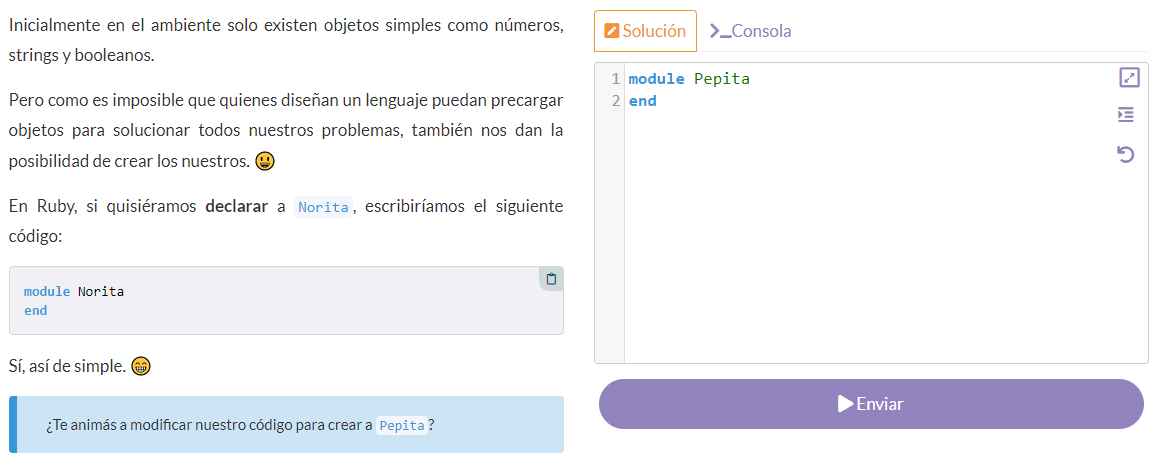 Inicialmente en el ambiente solo existen objetos simples como números,
strings y booleanos.
Pero como es imposible que quienes diseñan un lenguaje puedan precargar
objetos para solucionar todos nuestros problemas, también nos dan la
posibilidad de crear los nuestros. 😃
En Ruby, si quisiéramos declarar a Norita, escribiríamos el siguiente
código:
module Norita
end
Sí, así de simple. 😁
¿Te animás a modificar nuestro código para crear a Pepita?
Solución
Consola
1 module Pepita
2 end
Enviar